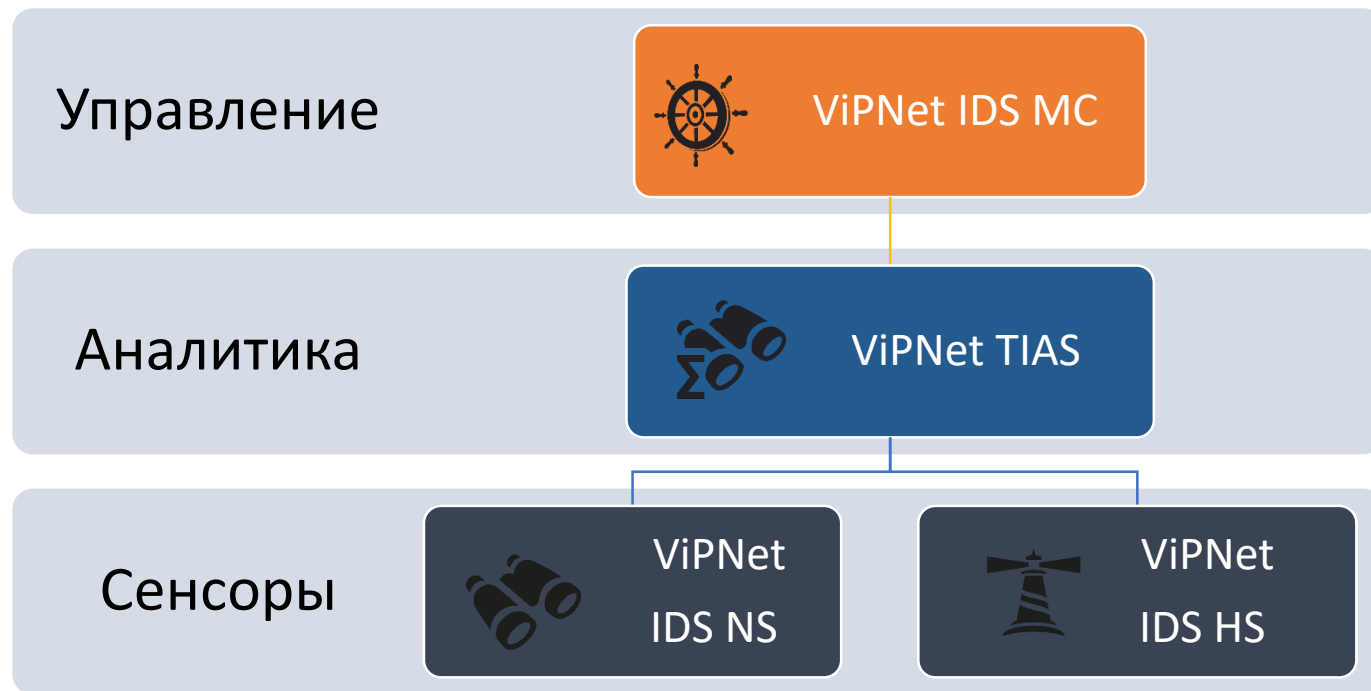 Управление
ViPNet IDS MC
Аналитика
Σ
ViPNet TIAS
Сенсоры
ViPNet
IDS NS
ViPNet
IDS HS